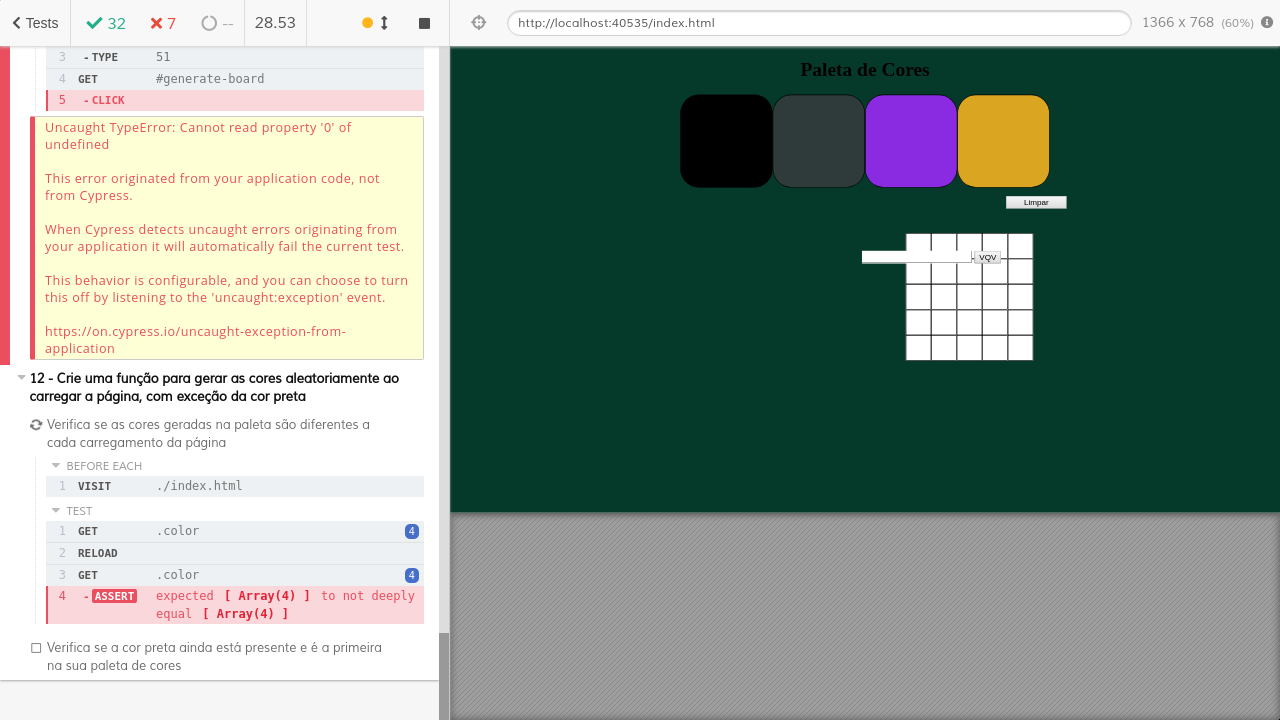 Tests
32
7
--
28.53
3 - TYPE 51
4 GET #generate-board
5 - CLICK
Uncaught TypeError: Cannot read property '0' of
undefined
This error originated from your application code, not
from Cypress.
When Cypress detects uncaught errors originating from
your application it will automatically fail the current test.
This behavior is configurable, and you can choose to turn
this off by listening to the 'uncaught:exception' event.
https://on.cypress.io/uncaught-exception-from-
application
12 - Crie uma função para gerar as cores aleatoriamente ao
carregar a página, com exceção da cor preta
Verifica se as cores geradas na paleta são diferentes a
cada carregamento da página
BEFORE EACH
1 VISIT ./index.html
TEST
1 GET .color 4
2 RELOAD
3 GET .color 4
4 - ASSERT expected [ Array(4) ] to not deeply
equal [ Array(4) ]
Verifica se a cor preta ainda está presente e é a primeira
na sua paleta de cores
http://localhost:40535/index.html
1366 x 768 (60%)
Paleta de Cores
Limpar
VQV